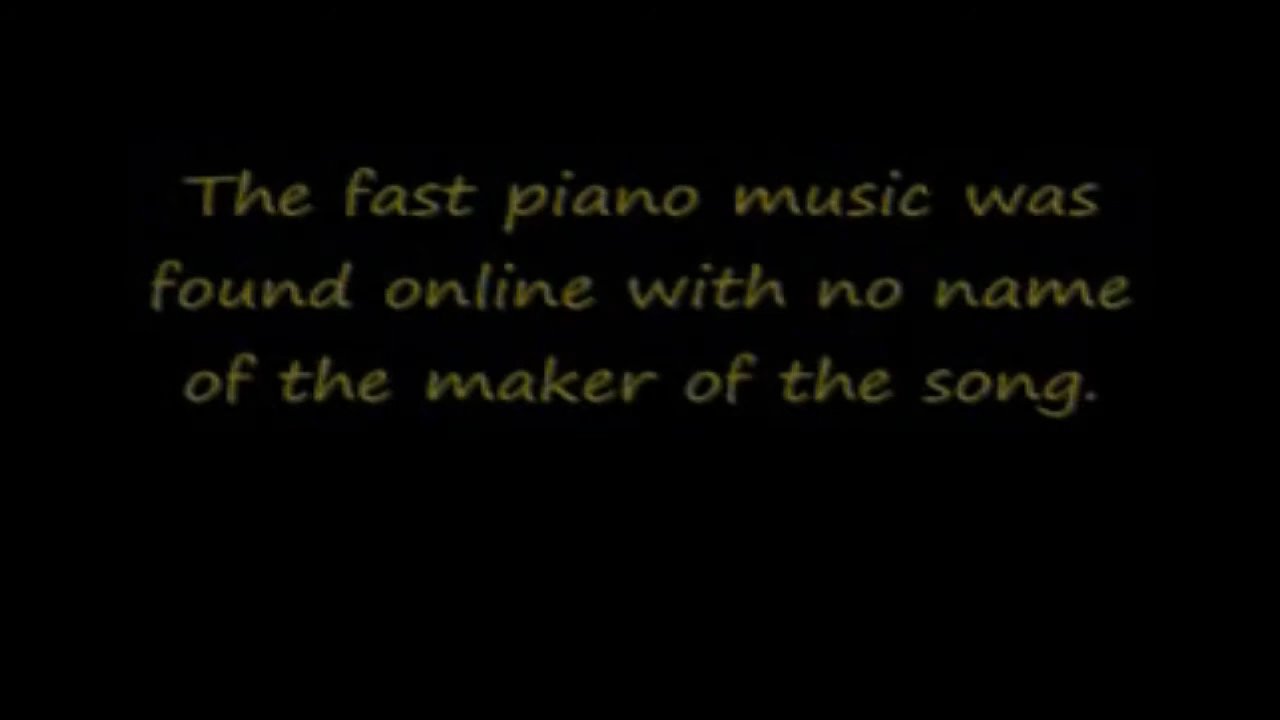 The fast piano music was
found online with no name
of the maker of the song.